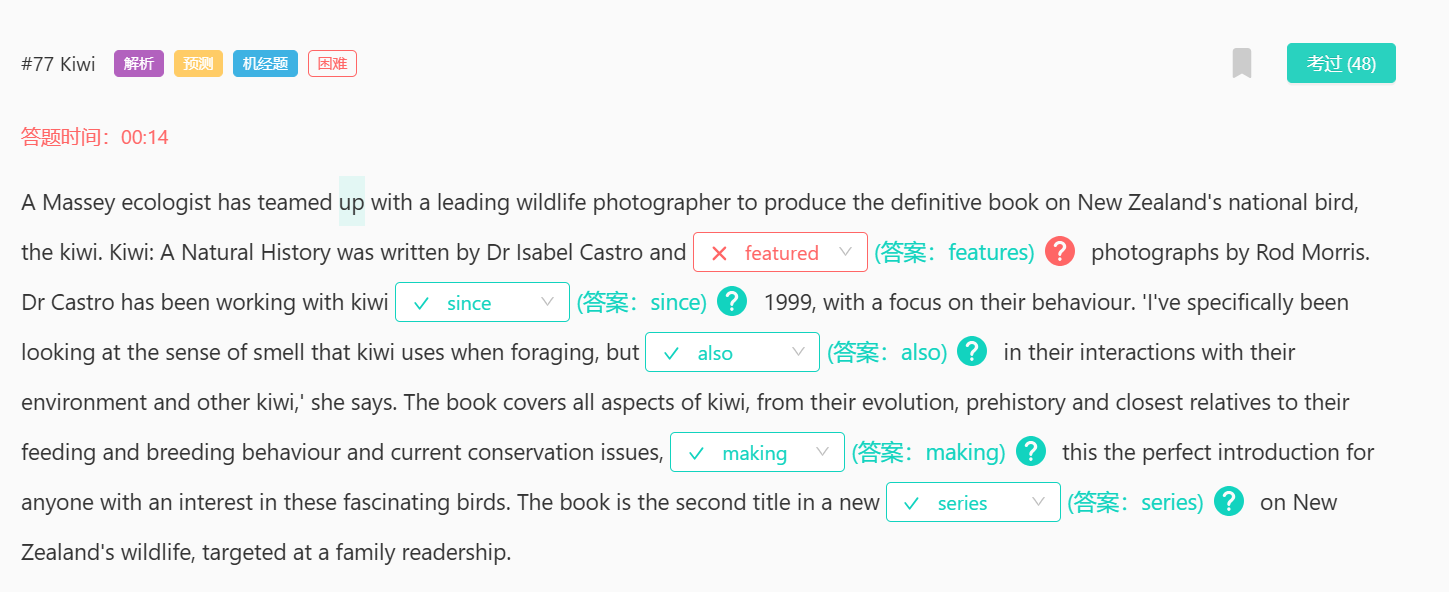 #77 Kiwi 解析 预测 机经题 困难 考过 (48)
答题时间：00:14
A Massey ecologist has teamed up with a leading wildlife photographer to produce the definitive book on New Zealand's national bird,
the kiwi. Kiwi: A Natural History was written by Dr Isabel Castro and featured (答案：features) ? photographs by Rod Morris.
Dr Castro has been working with kiwi since (答案：since) ? 1999, with a focus on their behaviour. 'I've specifically been
looking at the sense of smell that kiwi uses when foraging, but also (答案：also) ? in their interactions with their
environment and other kiwi,' she says. The book covers all aspects of kiwi, from their evolution, prehistory and closest relatives to their
feeding and breeding behaviour and current conservation issues, making (答案：making) ? this the perfect introduction for
anyone with an interest in these fascinating birds. The book is the second title in a new series (答案：series) ? on New
Zealand's wildlife, targeted at a family readership.